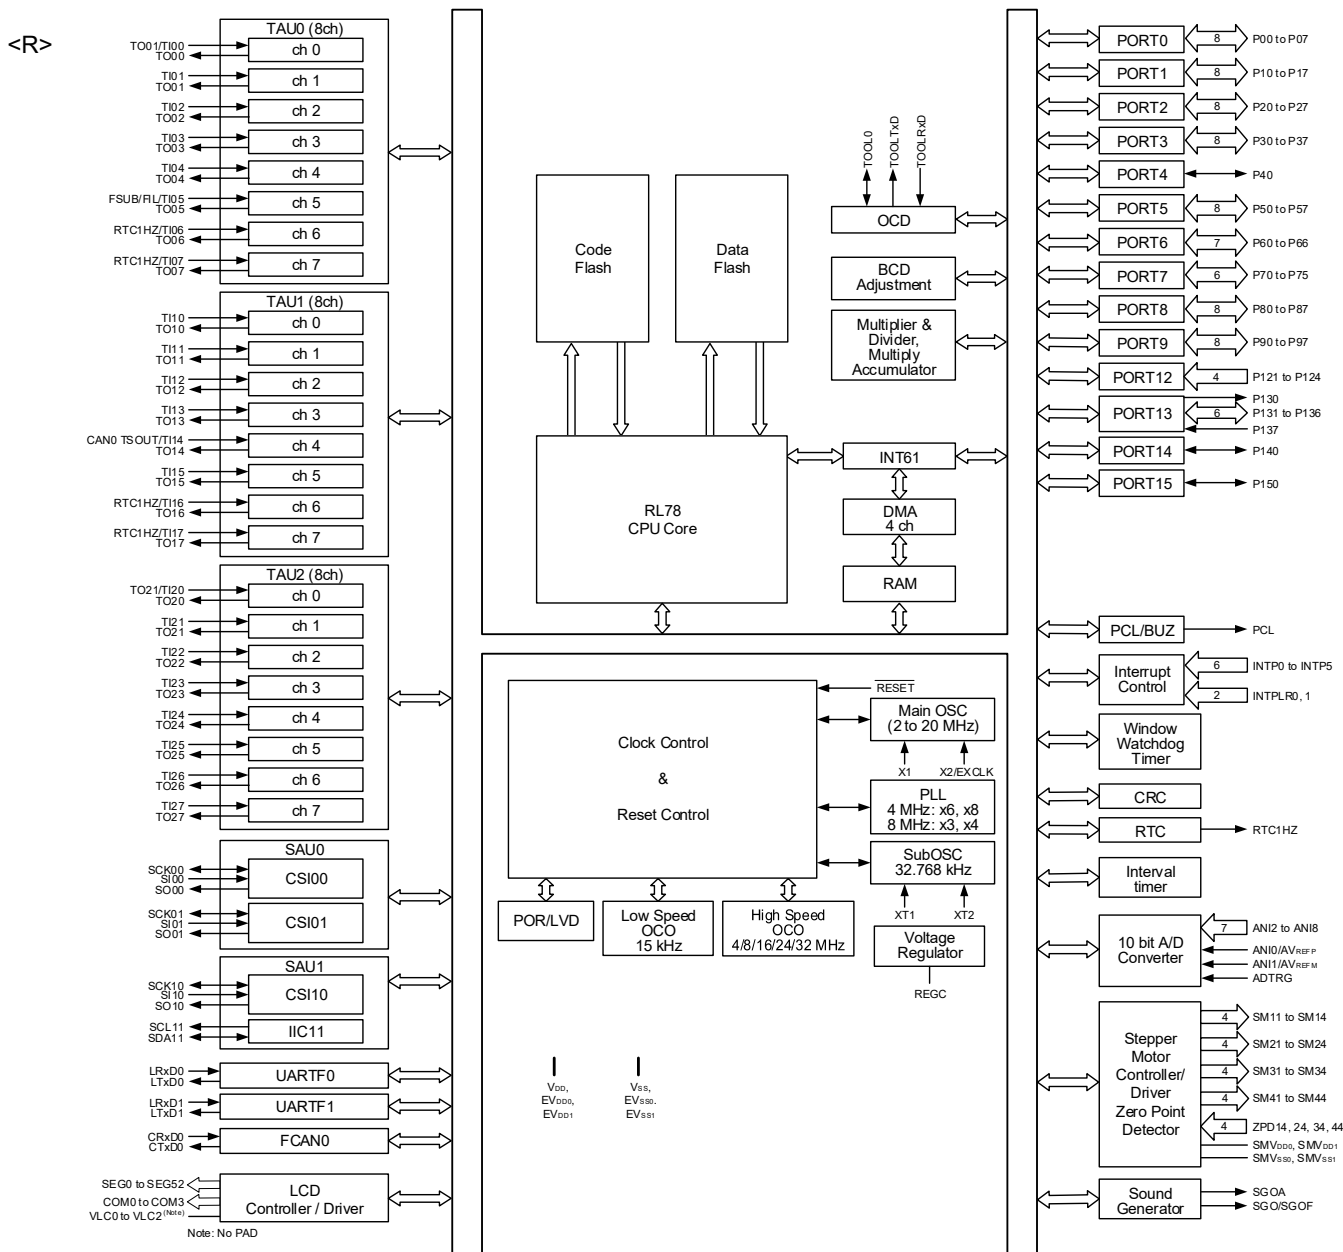 <R>
TAU0 (8ch)
TO01/TI00
TO00
ch 0
TI01
TO01
ch 1
TI02
TO02
ch 2
TI03
TO03
ch 3
TI04
TO04
ch 4
FSUB/FIL/TI05
TO05
ch 5
RTC1HZ/TI06
TO06
ch 6
RTC1HZ/TI07
TO07
ch 7
TAU1 (8ch)
TI10
TO10
ch 0
TI11
TO11
ch 1
TI12
TO12
ch 2
TI13
TO13
ch 3
CAN0 TSOUT/TI14
TO14
ch 4
TI15
TO15
ch 5
RTC1HZ/TI16
TO16
ch 6
RTC1HZ/TI17
TO17
ch 7
TAU2 (8ch)
TO21/TI20
TO20
ch 0
TI21
TO21
ch 1
TI22
TO22
ch 2
TI23
TO23
ch 3
TI24
TO24
ch 4
TI25
TO25
ch 5
TI26
TO26
ch 6
TI27
TO27
ch 7
SAU0
SCK00
SI00
SO00
CSI00
SCK01
SI01
SO01
CSI01
SAU1
SCK10
SI10
SO10
CSI10
SCL11
SDA11
IIC11
LRxD0
LTxD0
UARTF0
LRxD1
LTxD1
UARTF1
CRxD0
CTxD0
FCAN0
SEG0 to SEG52
COM0 to COM3
VLC0 to VLC2(Note)
LCD
Controller / Driver
Note: No PAD
Code
Flash
Data
Flash
TOOL0
TOOLTxD
TOOLRxD
OCD
BCD
Adjustment
Multiplier &
Divider,
Multiply
Accumulator
RL78
CPU Core
INT61
DMA
4 ch
RAM
Clock Control
&
Reset Control
RESET
Main OSC
(2 to 20 MHz)
X1
X2/EXCLK
PLL
4 MHz: x6, x8
8 MHz: x3, x4
SubOSC
32.768 kHz
XT1
XT2
POR/LVD
Low Speed
OCO
15 kHz
High Speed
OCO
4/8/16/24/32 MHz
Voltage
Regulator
REGC
VDD,
EVDD0,
EVDD1
VSS,
EVSS0.
EVSS1
PORT0
8
P00 to P07
PORT1
8
P10 to P17
PORT2
8
P20 to P27
PORT3
8
P30 to P37
PORT4
P40
PORT5
8
P50 to P57
PORT6
7
P60 to P66
PORT7
6
P70 to P75
PORT8
8
P80 to P87
PORT9
8
P90 to P97
PORT12
4
P121 to P124
PORT13
P130
6
P131 to P136
P137
PORT14
P140
PORT15
P150
PCL/BUZ
PCL
Interrupt
Control
6
INTP0 to INTP5
2
INTPLR0, 1
Window
Watchdog
Timer
CRC
RTC
RTC1HZ
Interval
timer
10 bit A/D
Converter
7
ANI2 to ANI8
ANI0/AVREFP
ANI1/AVREFM
ADTRG
Stepper
Motor
Controller/
Driver
Zero Point
Detector
4
SM11 to SM14
4
SM21 to SM24
4
SM31 to SM34
4
SM41 to SM44
4
ZPD14, 24, 34, 44
SMVDD0, SMVDD1
SMVSS0, SMVSS1
Sound
Generator
SGOA
SGO/SGOF